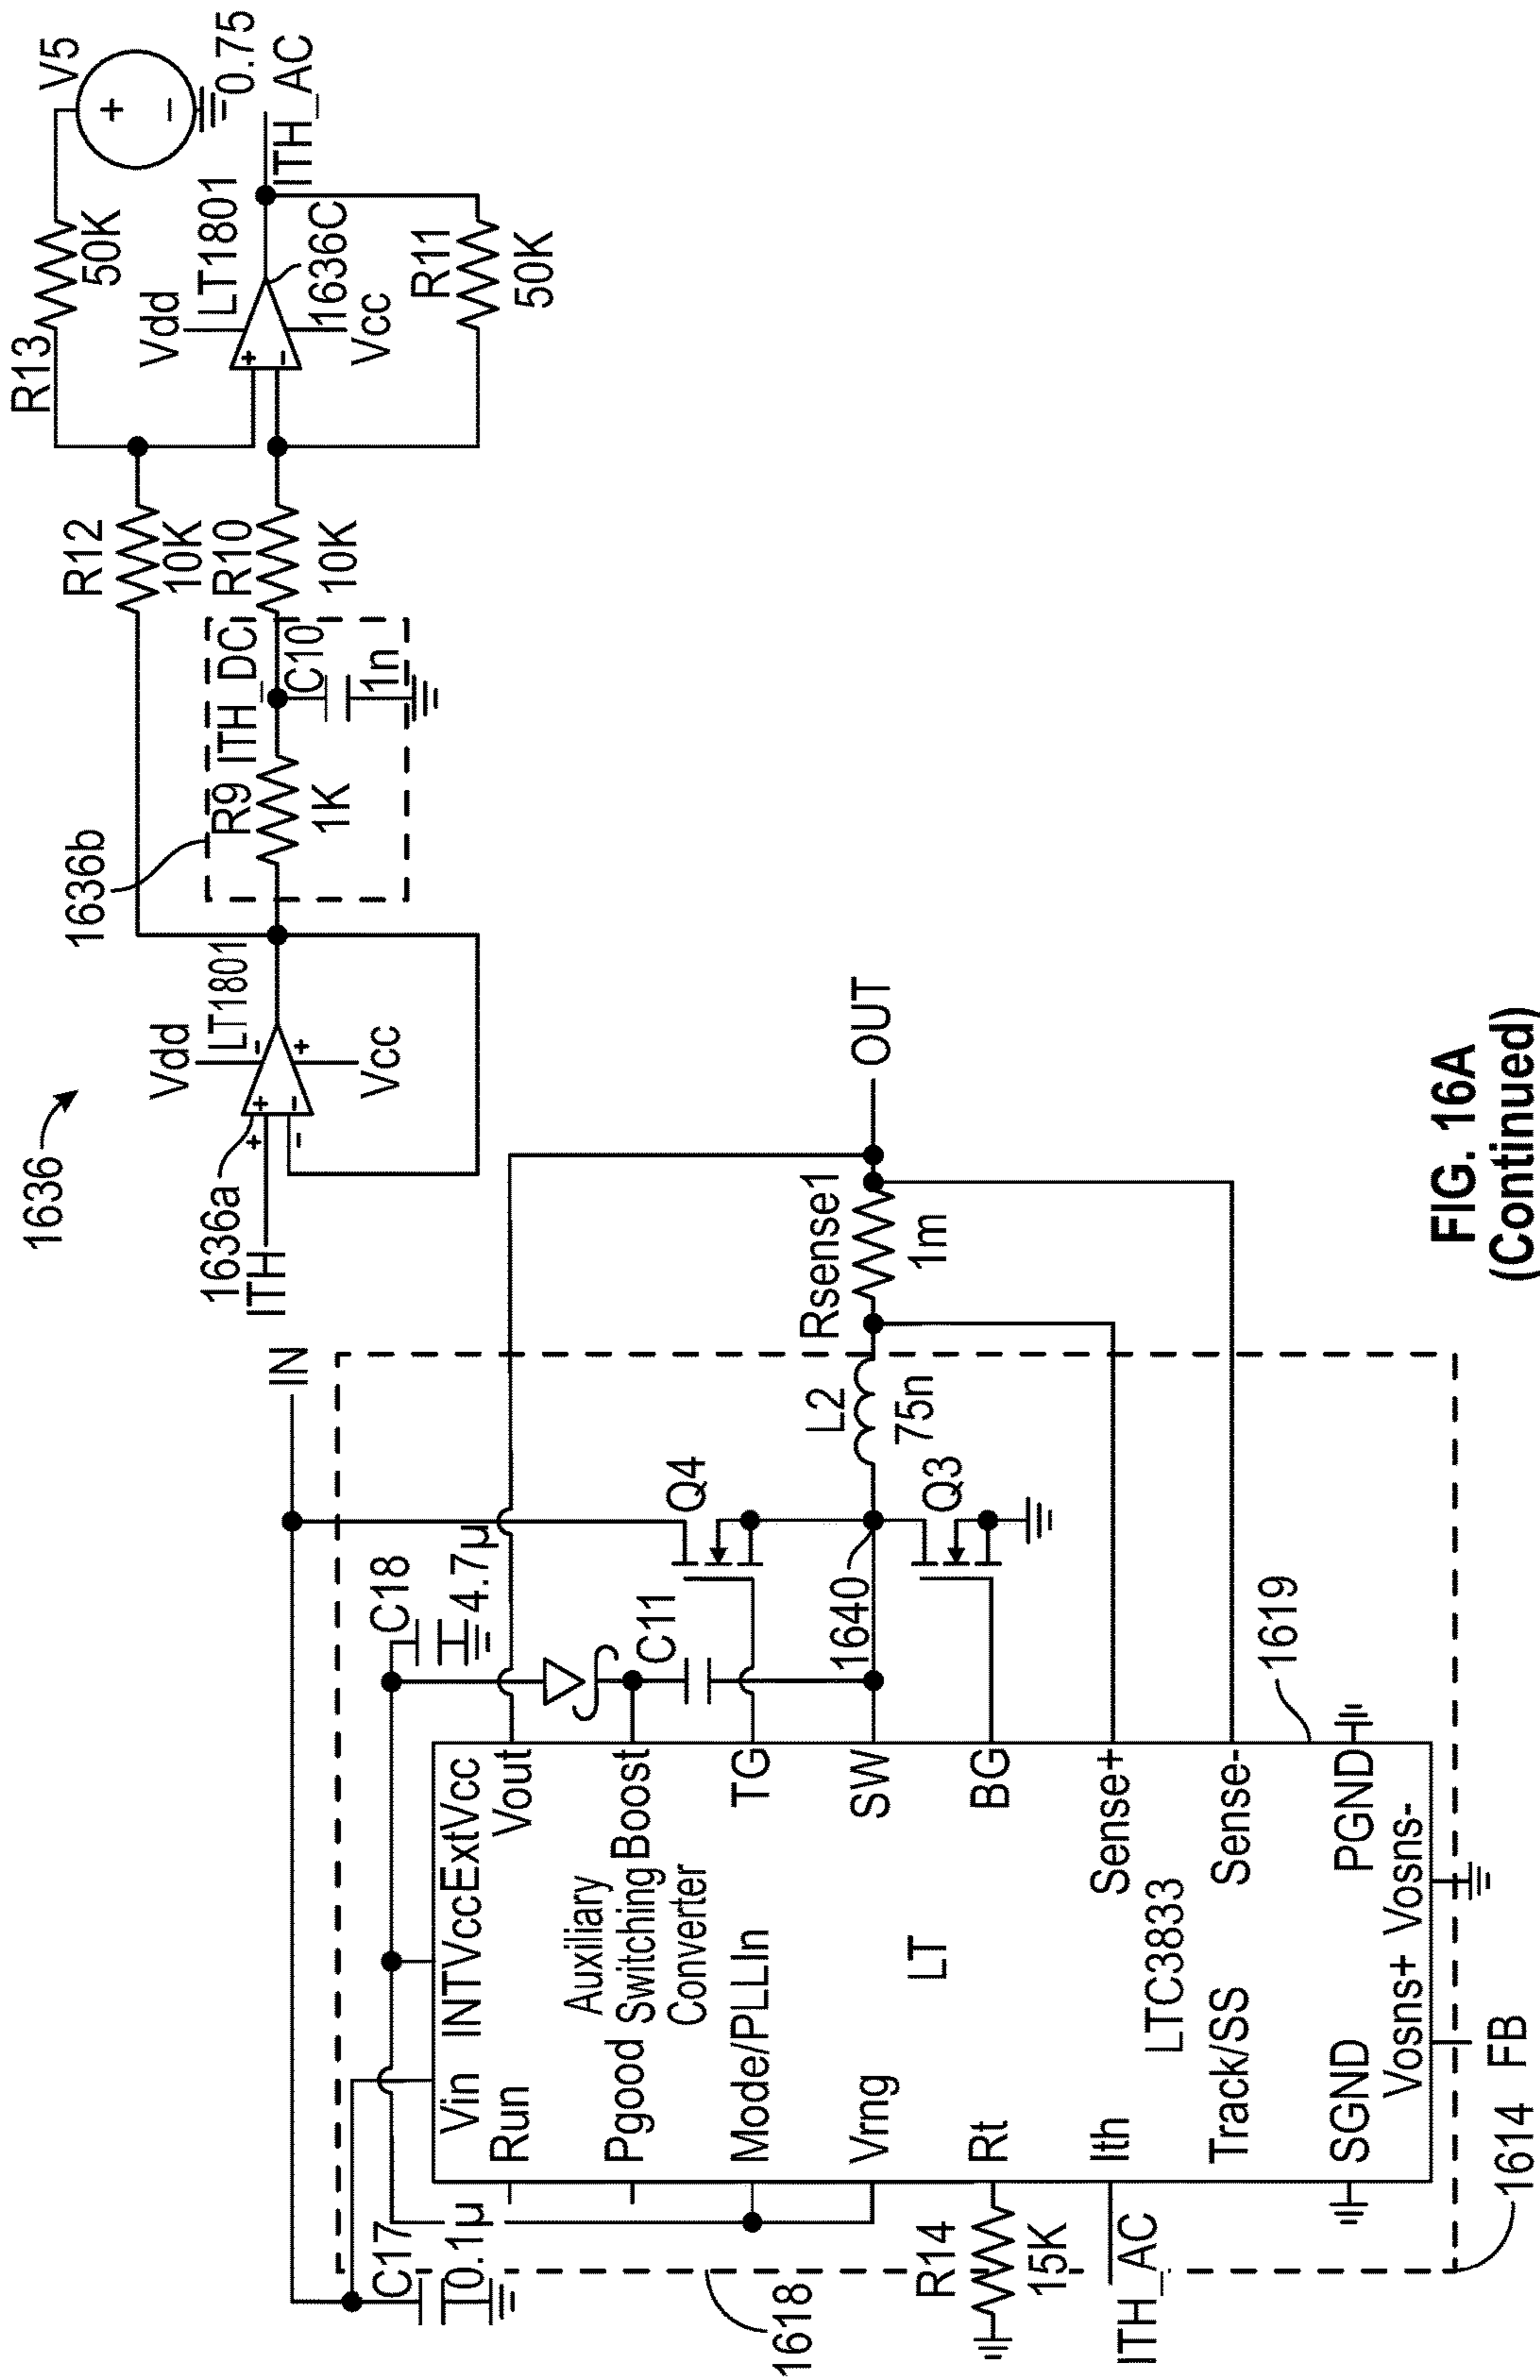 1636
1636a
ITH
+
-
+
-
-
+
Vdd
LT1801
Vcc
1636b
R9
1K
ITH_DC
C10
1n
R12
10K
R10
10K
R13
50K
V5
+
-
0.75
Vdd
LT1801
+
-
1636C
Vcc
R11
50K
ITH_AC
IN
C17
0.1µ
C18
4.7µ
C11
Q4
1640
Q3
L2
75n
Rsense1
1m
OUT
Vin
INTVcc
ExtVcc
Run
Vout
Pgood
Auxiliary
Switching
Converter
Boost
Mode/PLLIn
TG
Vrng
LT
SW
Rt
BG
R14
15K
Ith
LTC3833
Sense+
ITH_AC
Track/SS
Sense-
SGND
PGND
Vosns+
Vosns-
FB
1618
1614
1619
FIG. 16A
(Continued)